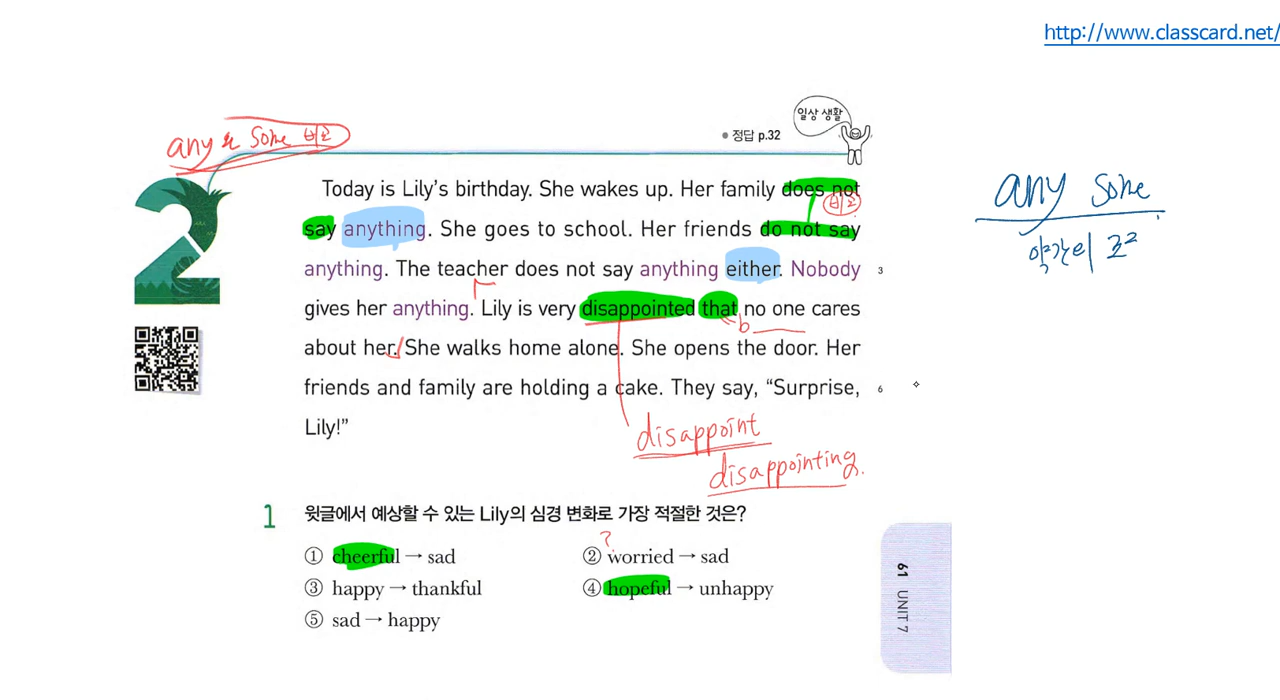 http://www.classcard.net/
일상 생활
정답 p.32
any와 some 비교
2
Today is Lily's birthday. She wakes up. Her family does not
비교
say anything. She goes to school. Her friends do not say
anything. The teacher does not say anything either. Nobody 3
gives her anything. Lily is very disappointed that no one cares
b
about her. She walks home alone. She opens the door. Her
friends and family are holding a cake. They say, “Surprise, 6
Lily!”
disappoint
disappointing.
any some
1 윗글에서 예상할 수 있는 Lily의 심경 변화로 가장 적절한 것은?
① cheerful → sad
?
② worried → sad
③ happy → thankful
④ hopeful → unhappy
⑤ sad → happy
61 UNIT 7